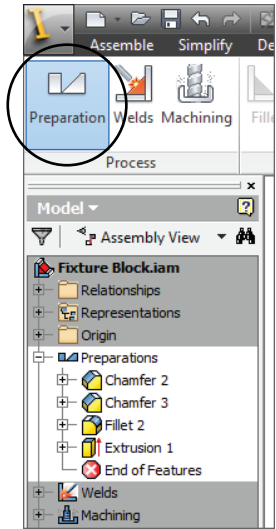 Assemble Simplify De
Preparation Welds Machining Fille
Process
Model
Assembly View
Fixture Block.iam
Relationships
Representations
Origin
Preparations
Chamfer 2
Chamfer 3
Fillet 2
Extrusion 1
End of Features
Welds
Machining